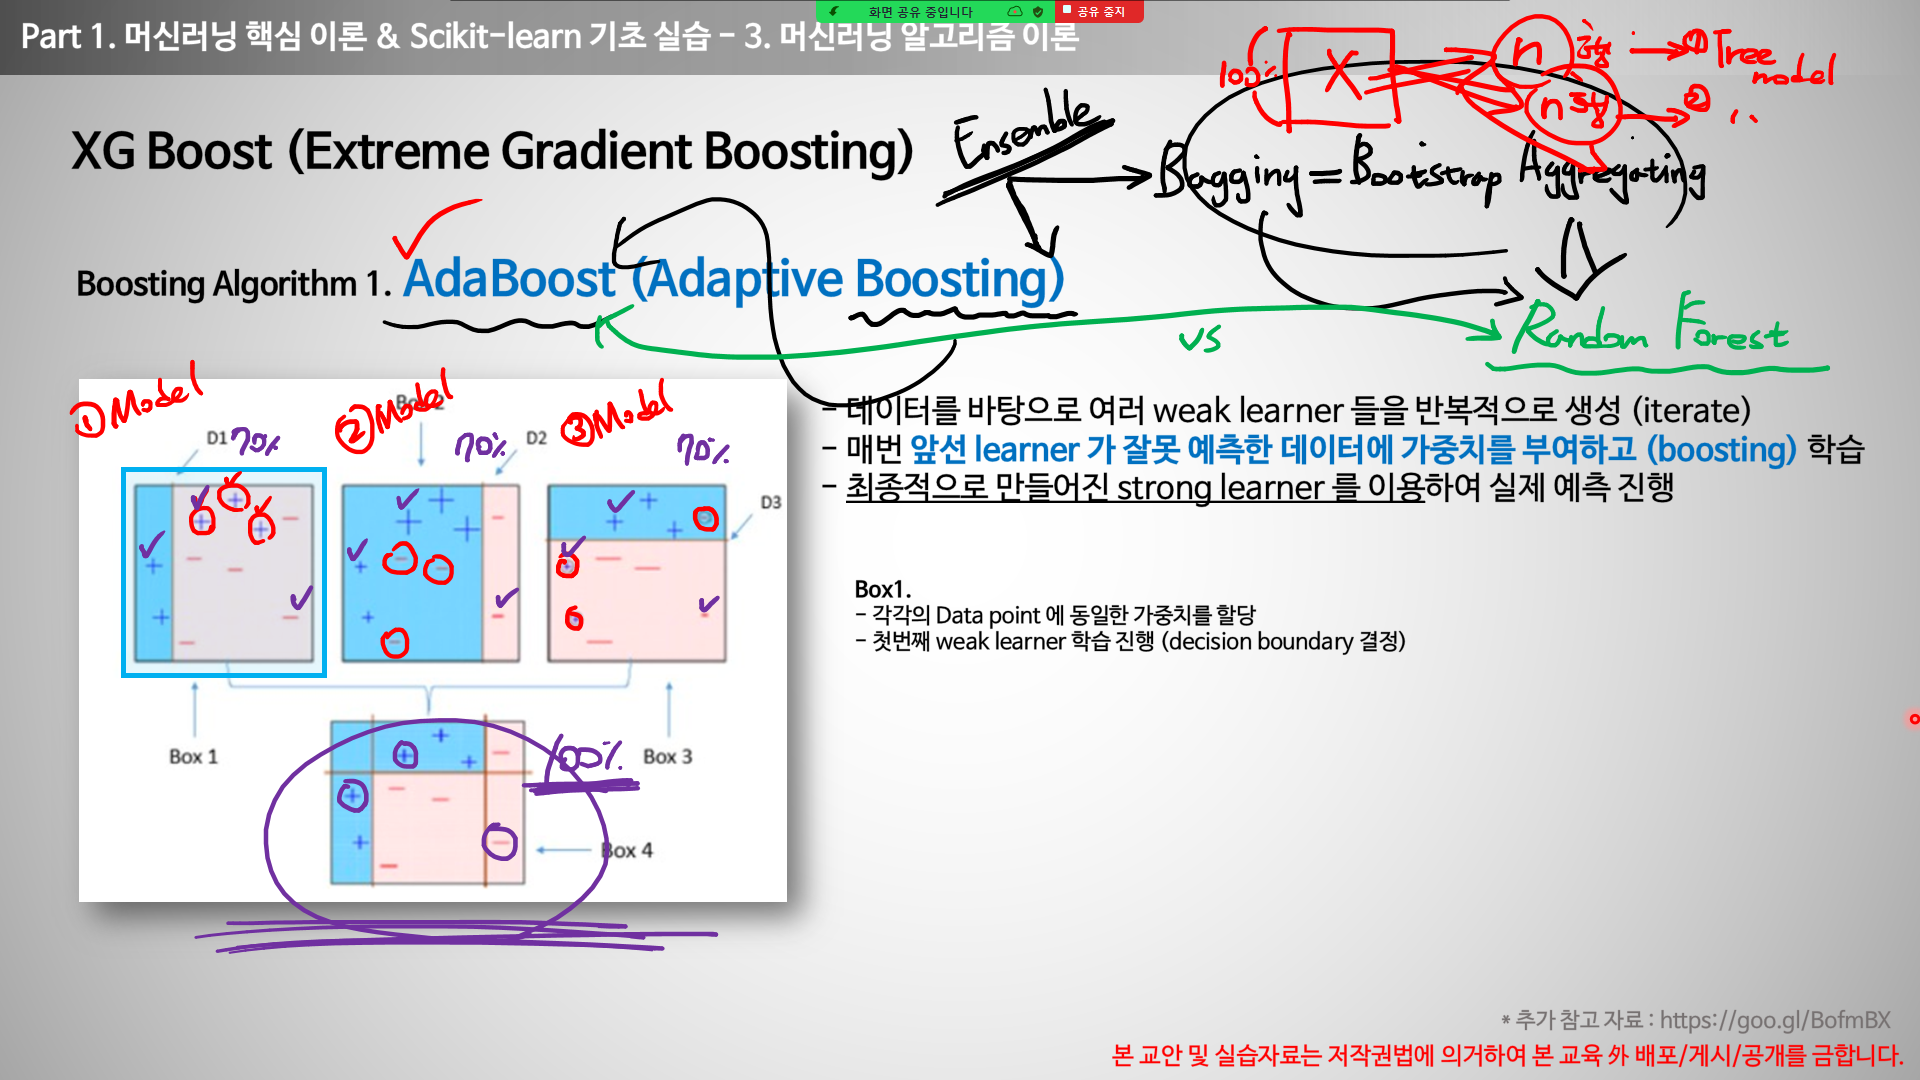 화면 공유 중입니다 공유 중지
Part 1. 머신러닝 핵심 이론 & Scikit-learn 기초 실습 - 3. 머신러닝 알고리즘 이론
100% X n 행 → ① Tree model
n 행 → ② ``
XG Boost (Extreme Gradient Boosting)
Ensemble
Bagging = Bootstrap Aggregating
Boosting Algorithm 1. AdaBoost (Adaptive Boosting)
vs
Random Forest
① Model ② Model ③ Model
Box 2
D1 70% 70% D2 70%
D3
Box 1
Box 3
100%
Box 4
- 데이터를 바탕으로 여러 weak learner 들을 반복적으로 생성 (iterate)
- 매번 앞선 learner 가 잘못 예측한 데이터에 가중치를 부여하고 (boosting) 학습
- 최종적으로 만들어진 strong learner 를 이용하여 실제 예측 진행
Box1.
- 각각의 Data point 에 동일한 가중치를 할당
- 첫번째 weak learner 학습 진행 (decision boundary 결정)
* 추가 참고 자료 : https://goo.gl/BofmBX
본 교안 및 실습자료는 저작권법에 의거하여 본 교육 外 배포/게시/공개를 금합니다.